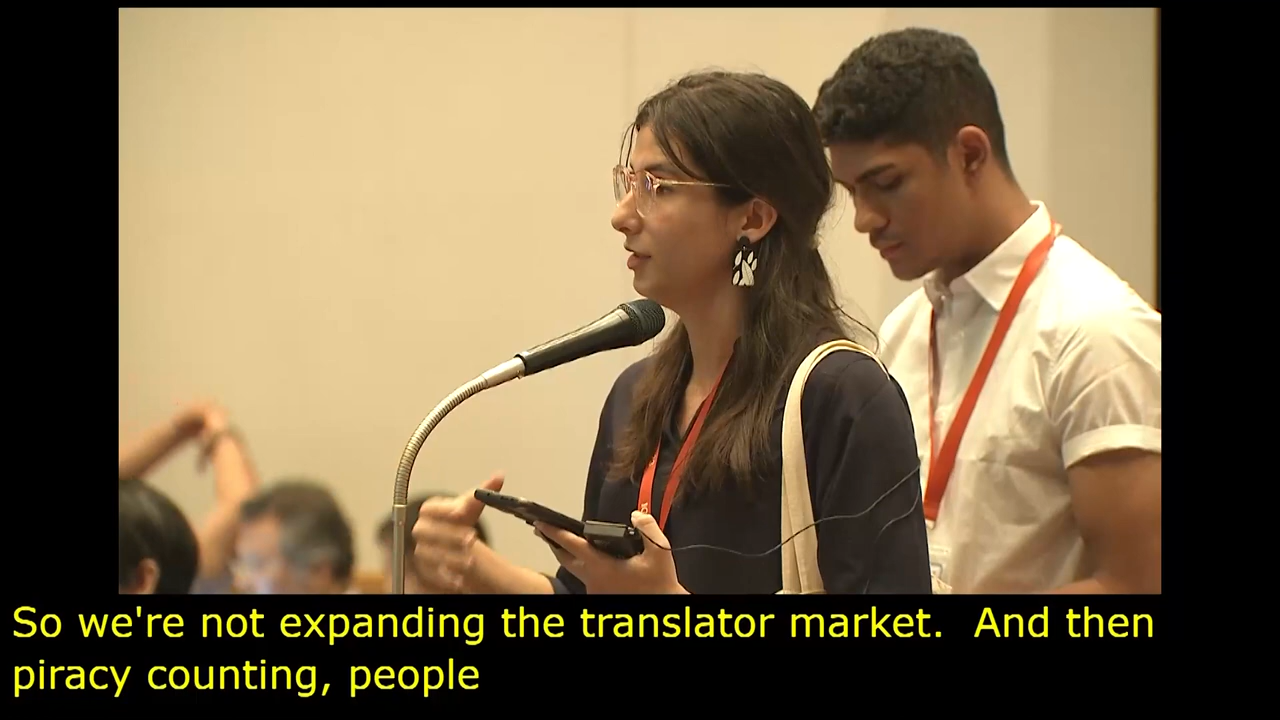 So we're not expanding the translator market.  And then
piracy counting, people